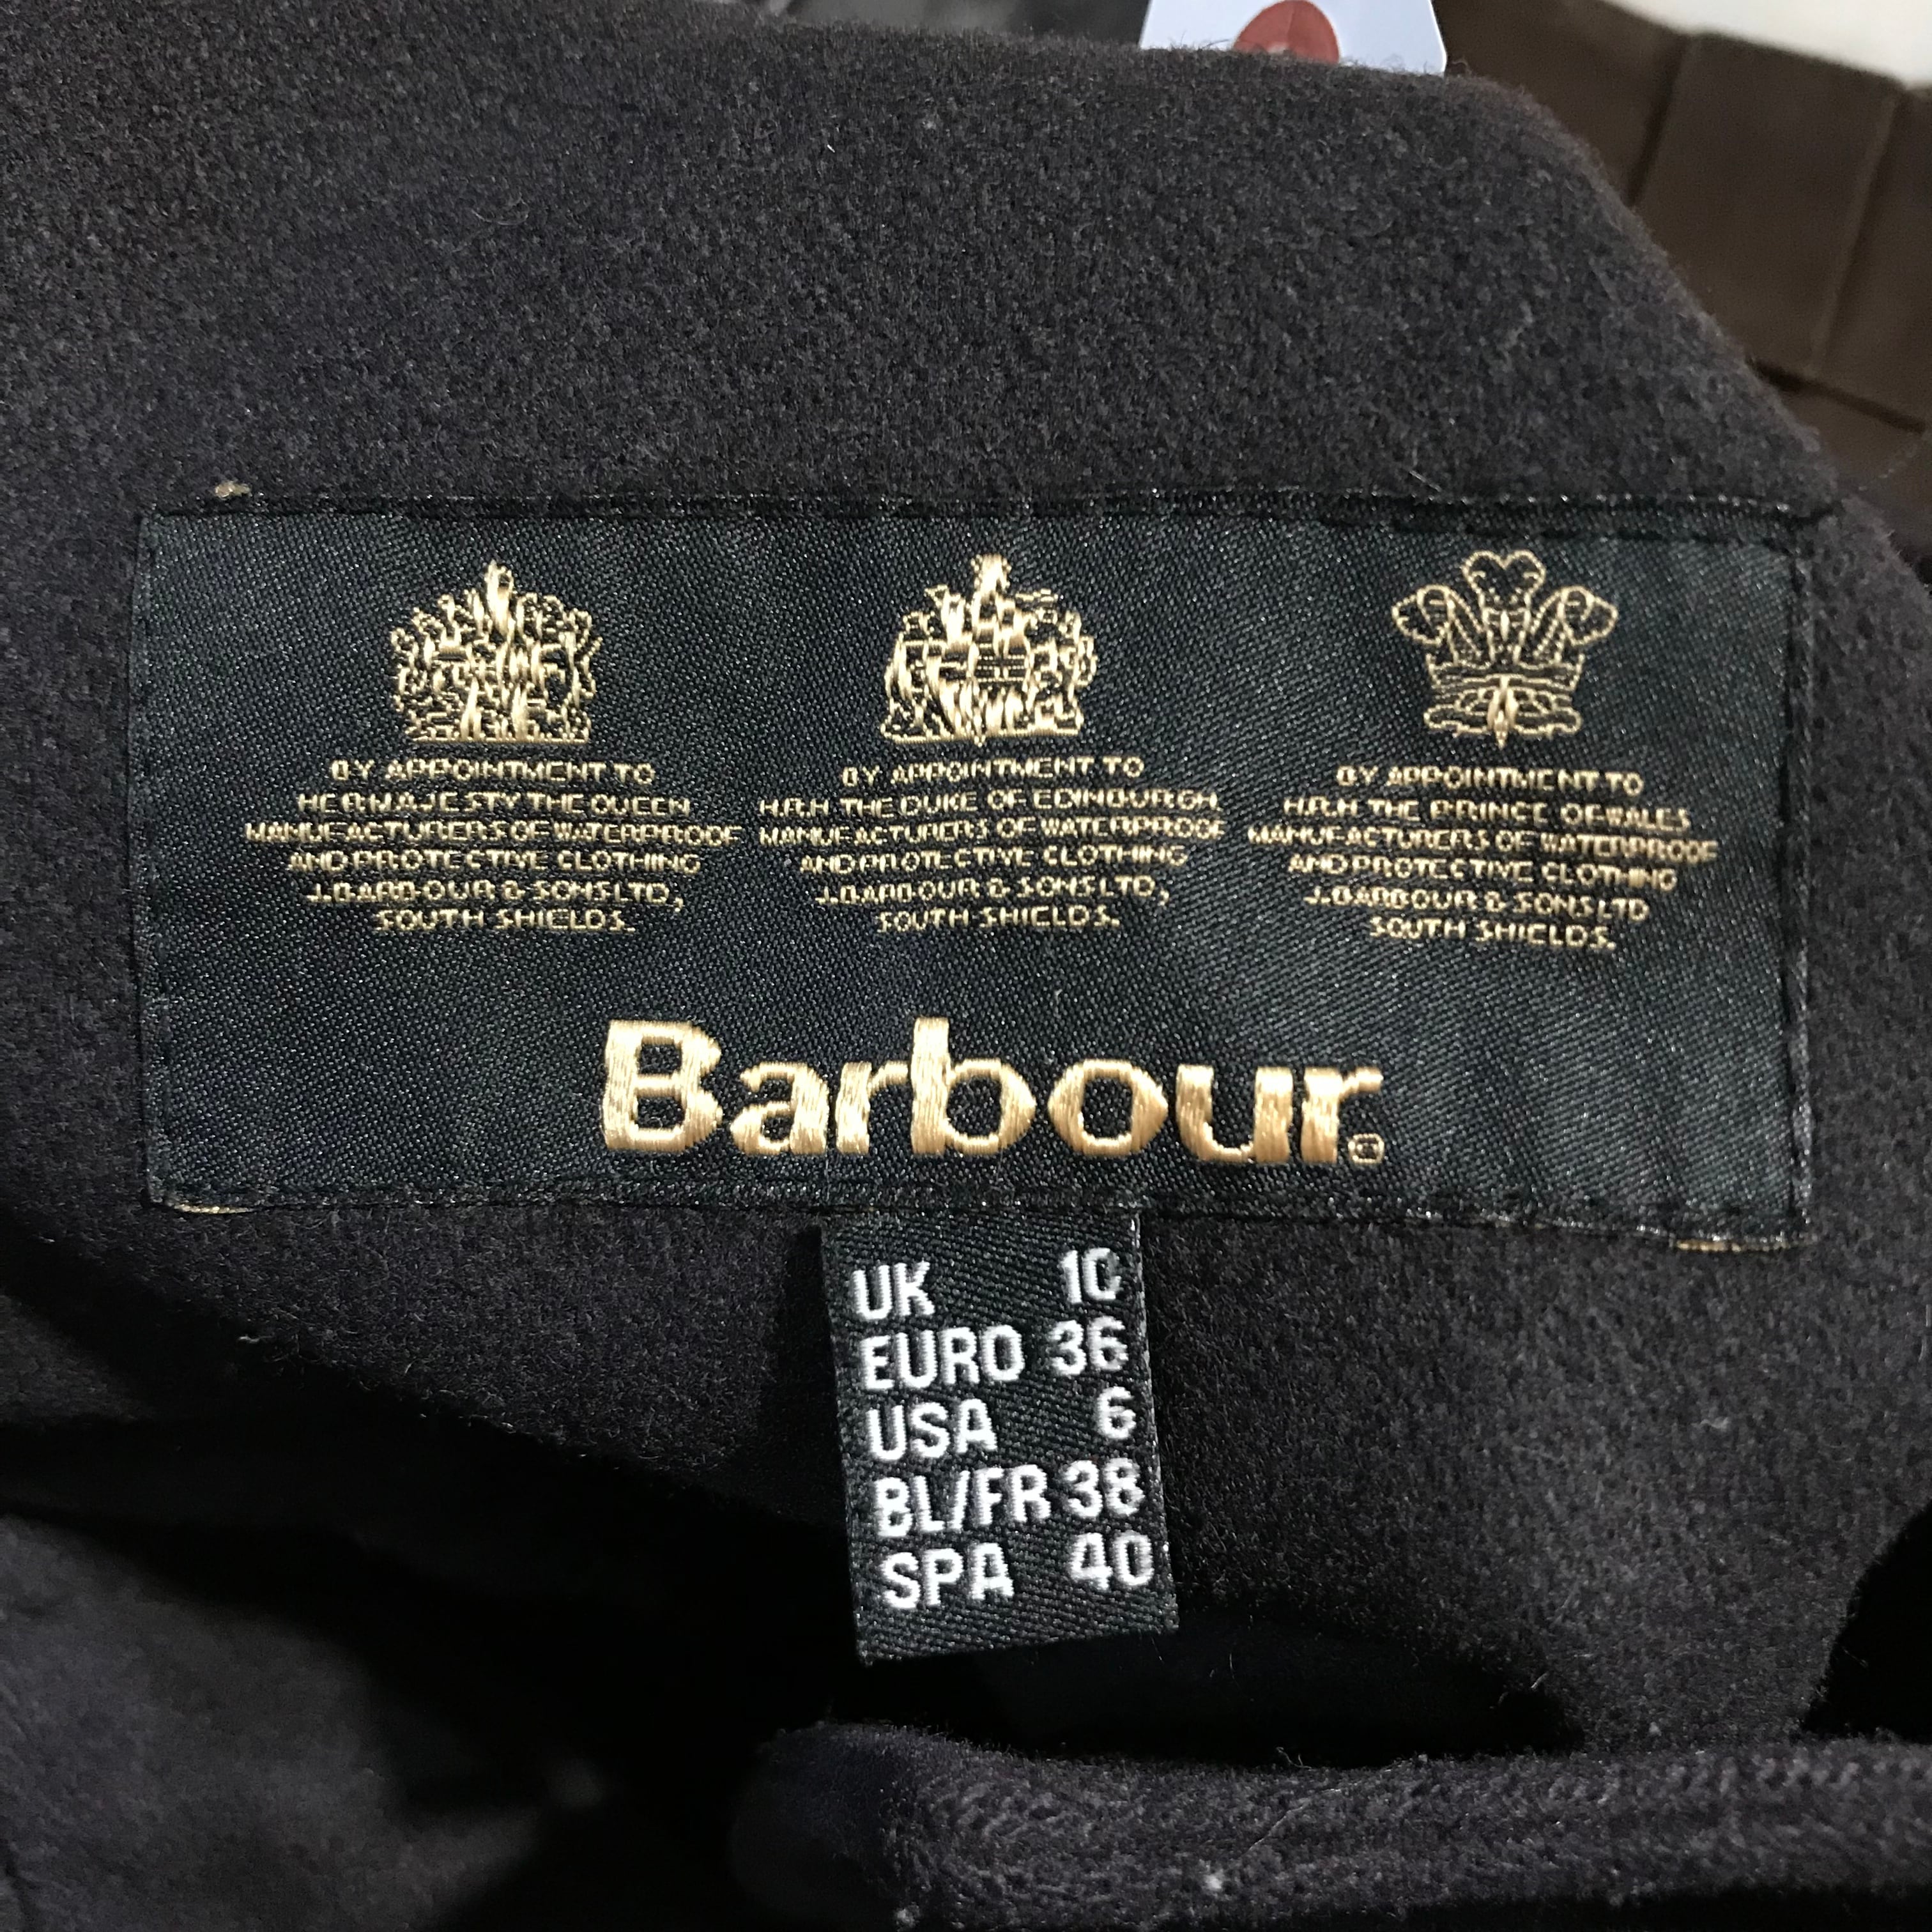 BY APPOINTMENT TO
HER MAJESTY THE QUEEN
MANUFACTURERS OF WATERPROOF
AND PROTECTIVE CLOTHING
J.BARBOUR & SONS LTD,
SOUTH SHIELDS.
BY APPOINTMENT TO
H.R.H THE DUKE OF EDINBURGH,
MANUFACTURERS OF WATERPROOF
AND PROTECTIVE CLOTHING
J.BARBOUR & SONS LTD,
SOUTH SHIELDS.
BY APPOINTMENT TO
H.R.H THE PRINCE OF WALES
MANUFACTURERS OF WATERPROOF
AND PROTECTIVE CLOTHING
J.BARBOUR & SONS LTD
SOUTH SHIELDS.
Barbour®
UK 10
EURO 36
USA 6
BL/FR 38
SPA 40